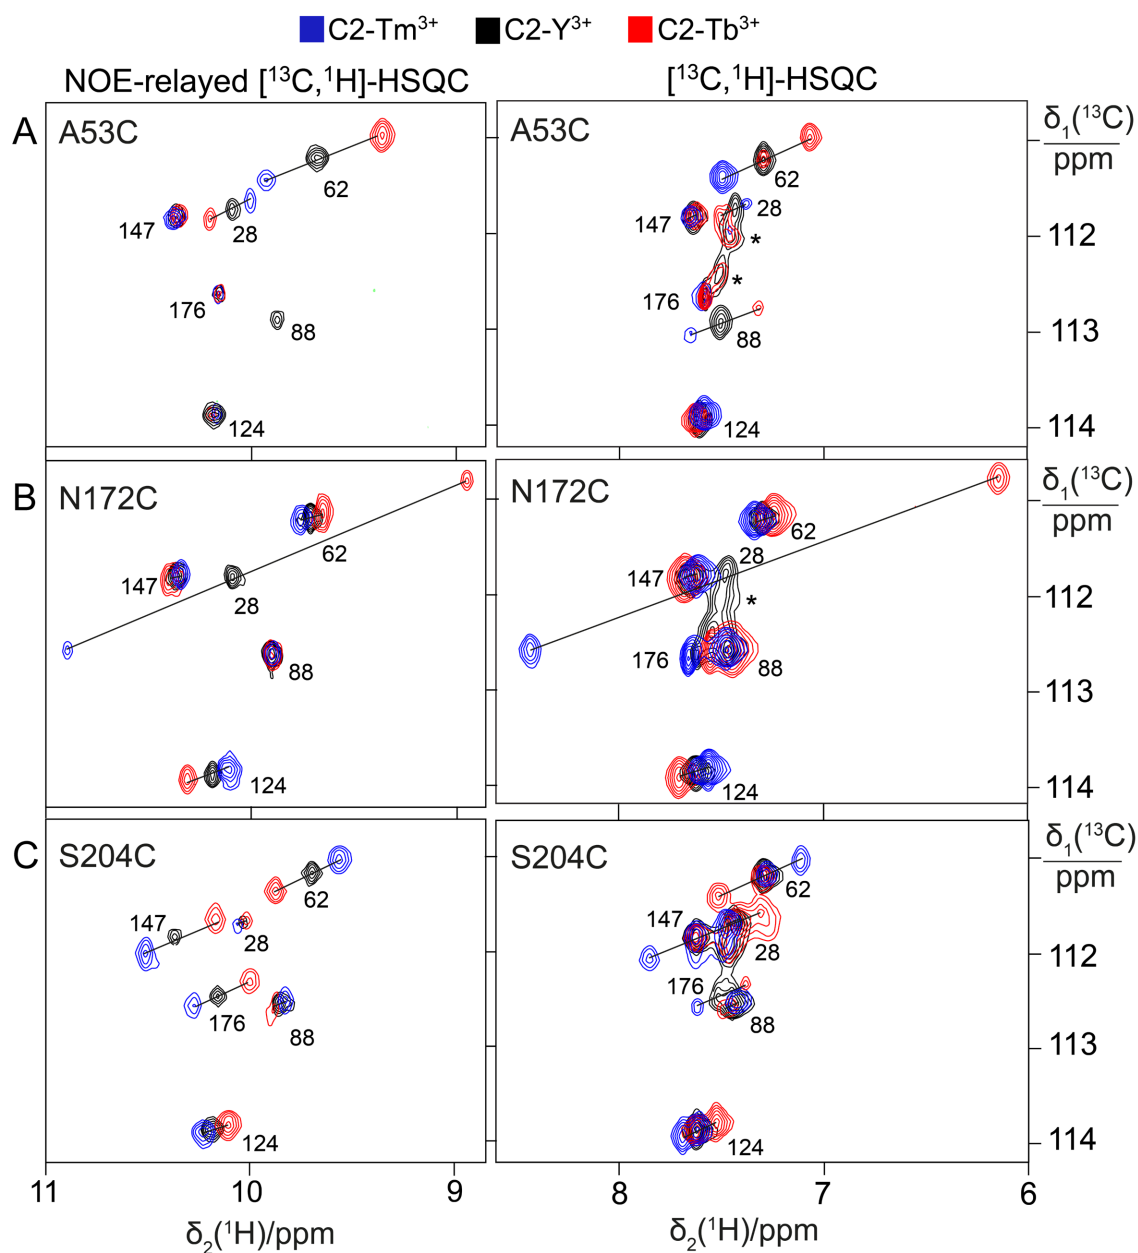 C2-Tm³⁺ C2-Y³⁺ C2-Tb³⁺
NOE-relayed [¹³C,¹H]-HSQC
[¹³C,¹H]-HSQC
A
A53C
62
28
147
176
88
124
A53C
62
28
147
*
*
176
88
124
δ₁(¹³C)
ppm
112
113
114
B
N172C
62
147
28
88
124
N172C
62
28
147
*
176
88
124
δ₁(¹³C)
ppm
112
113
114
C
S204C
62
147
28
176
88
124
S204C
62
147
28
176
88
124
δ₁(¹³C)
ppm
112
113
114
11 10 9
8 7 6
δ₂(¹H)/ppm
δ₂(¹H)/ppm